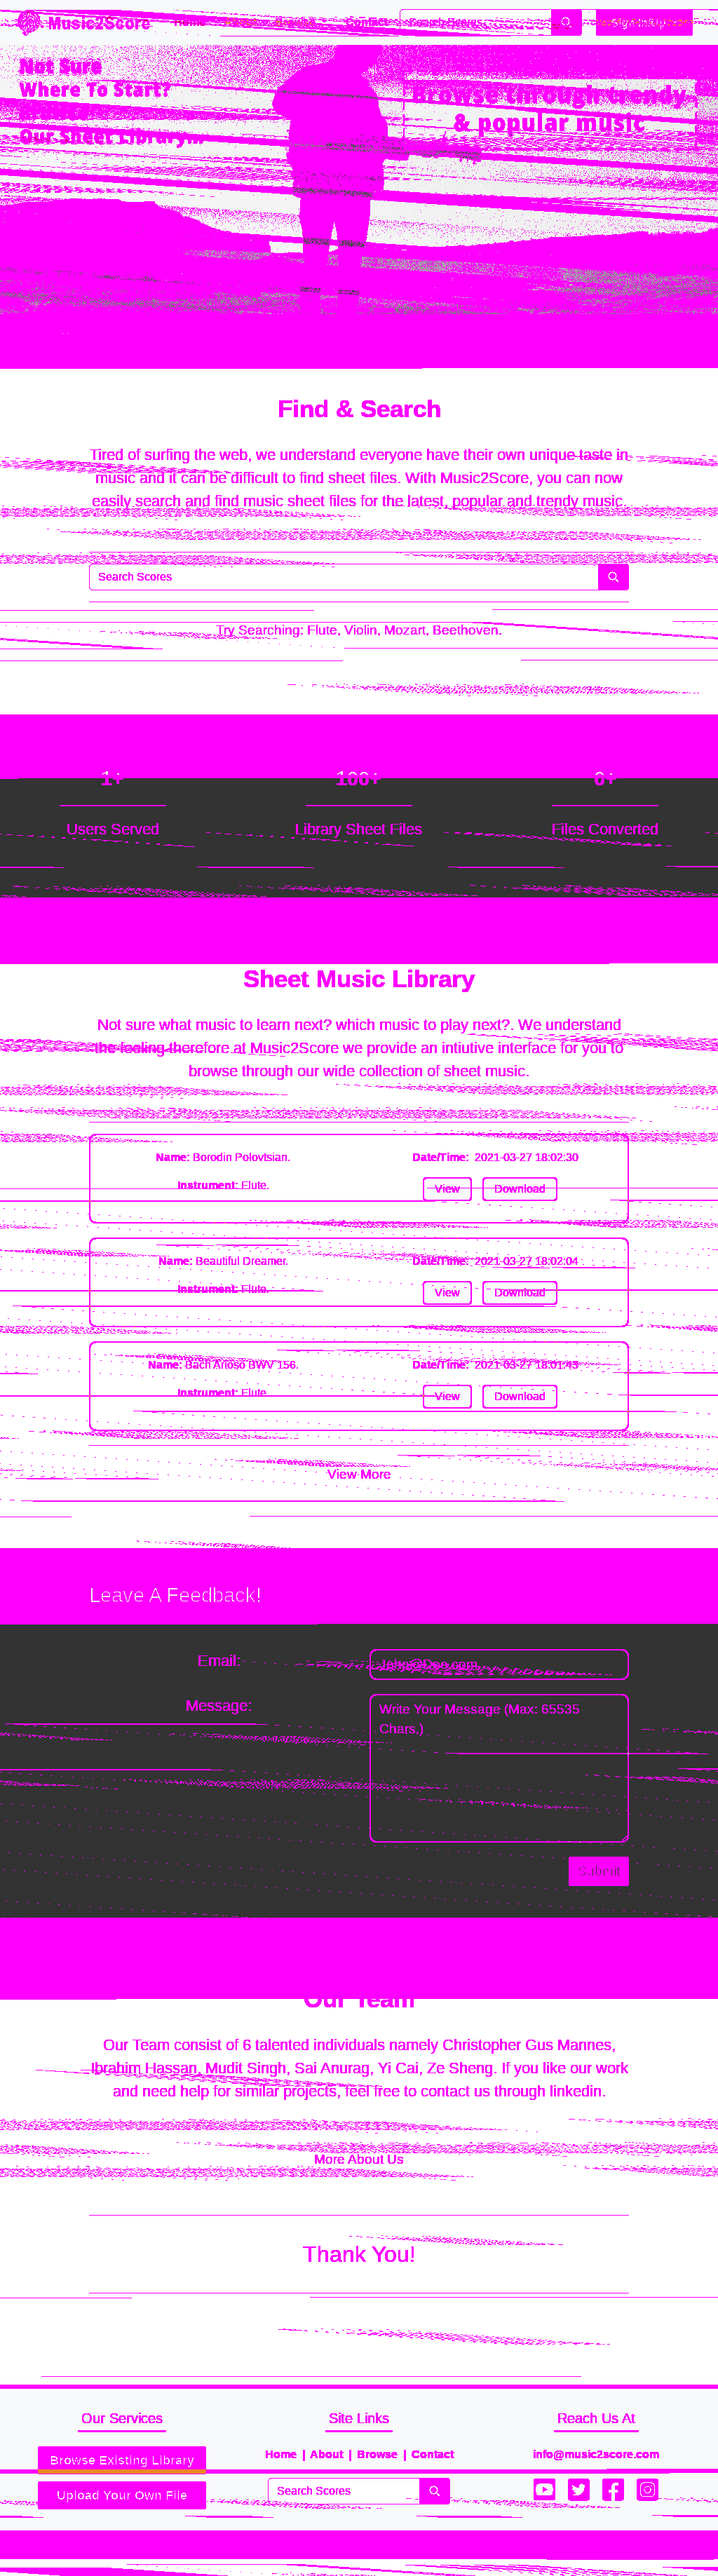 Music2Score
Home
Contact
Search Scores
Sign In/Up
Not Sure
Where To Start?
Our Sheet Library...
Browse through trendy
& popular music
Find & Search
Tired of surfing the web, we understand everyone have their own unique taste in
music and it can be difficult to find sheet files. With Music2Score, you can now
easily search and find music sheet files for the latest, popular and trendy music.
Search Scores
Try Searching: Flute, Violin, Mozart, Beethoven.
1+
100+
0+
Users Served
Library Sheet Files
Files Converted
Sheet Music Library
Not sure what music to learn next? which music to play next?. We understand
the feeling therefore at Music2Score we provide an intiutive interface for you to
browse through our wide collection of sheet music.
Name: Borodin Polovtsian.
Date/Time: 2021-03-27 18:02:30
Instrument: Flute.
View
Download
Name: Beautiful Dreamer.
Date/Time: 2021-03-27 18:02:04
Instrument: Flute.
View
Download
Name: Bach Arioso BWV 156.
Date/Time: 2021-03-27 18:01:43
Instrument: Flute.
View
Download
View More
Leave A Feedback!
Email:
John@Doe.com
Message:
Write Your Message (Max: 65535
Chars.)
Submit
Our Team
Our Team consist of 6 talented individuals namely Christopher Gus Mannes,
Ibrahim Hassan, Mudit Singh, Sai Anurag, Yi Cai, Ze Sheng. If you like our work
and need help for similar projects, feel free to contact us through linkedin.
More About Us
Thank You!
Our Services
Site Links
Reach Us At
Browse Existing Library
Home | About | Browse | Contact
info@music2score.com
Upload Your Own File
Search Scores